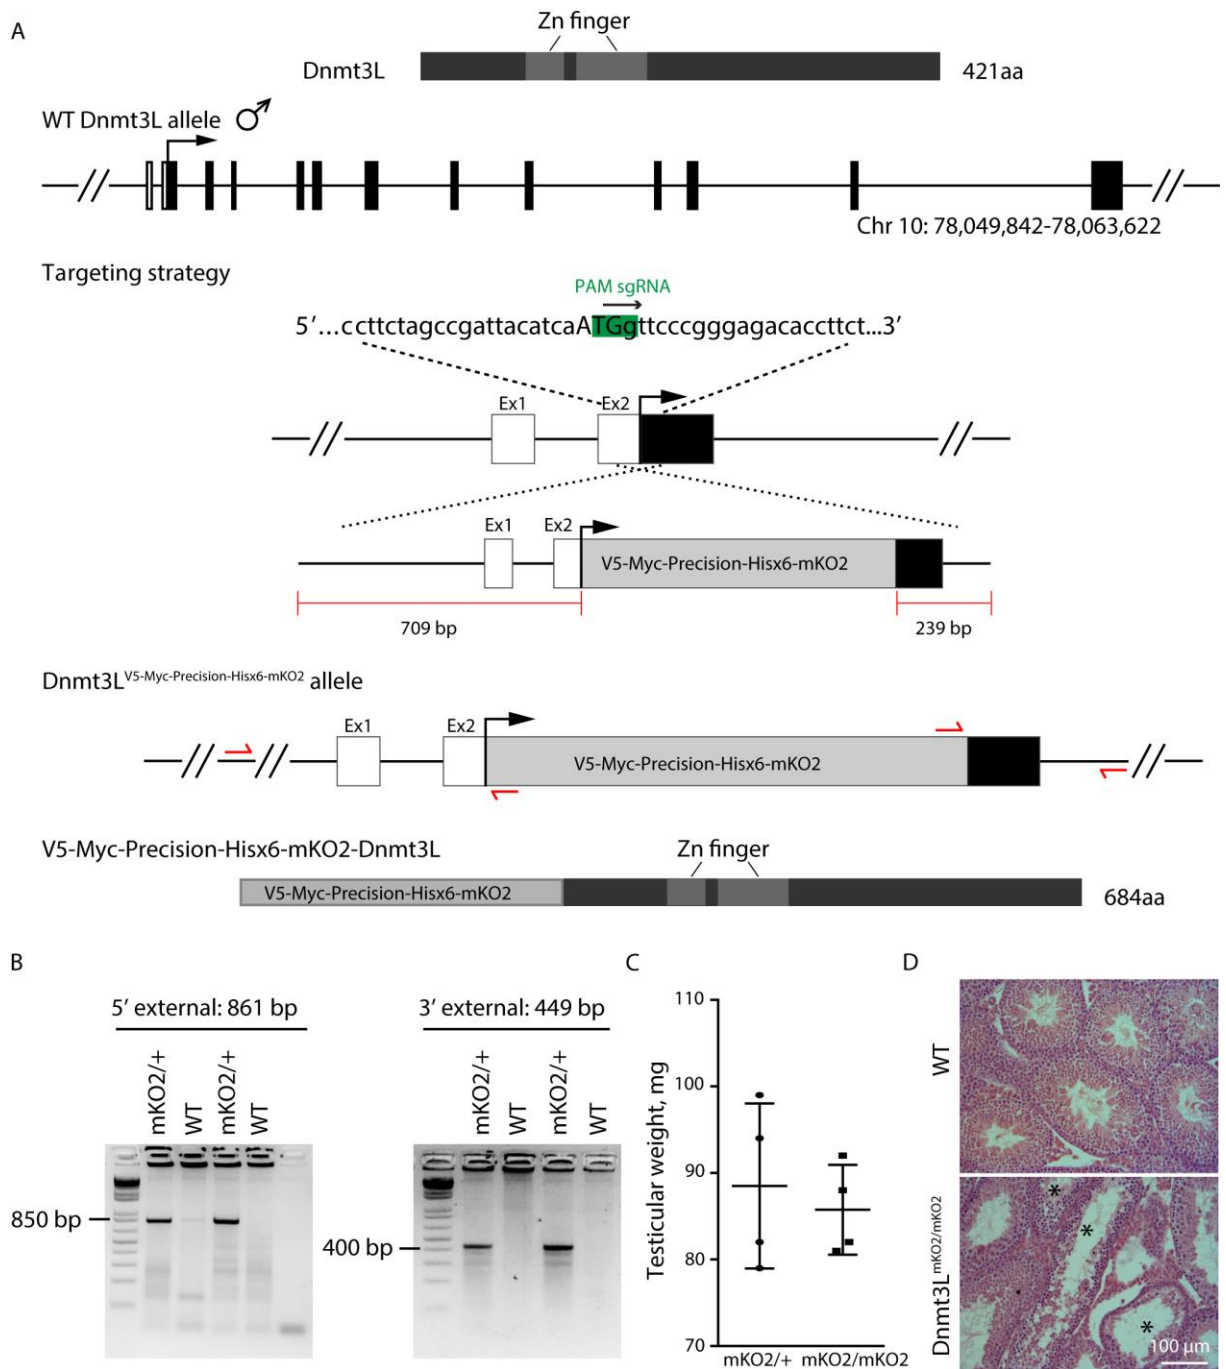 A
Zn finger
Dnmt3L
421aa
WT Dnmt3L allele ♂
Chr 10: 78,049,842-78,063,622
Targeting strategy
PAM sgRNA
5′...ccttctagccgattacatcaATGgttcccgggagacaccttct...3′
Ex1
Ex2
Ex1
Ex2
V5-Myc-Precision-Hisx6-mKO2
709 bp
239 bp
Dnmt3L^V5-Myc-Precision-Hisx6-mKO2 allele
Ex1
Ex2
V5-Myc-Precision-Hisx6-mKO2
V5-Myc-Precision-Hisx6-mKO2-Dnmt3L
Zn finger
V5-Myc-Precision-Hisx6-mKO2
684aa
B
5′ external: 861 bp
mKO2/+
WT
mKO2/+
WT
850 bp
3′ external: 449 bp
mKO2/+
WT
mKO2/+
WT
400 bp
C
Testicular weight, mg
110
100
90
80
70
mKO2/+
mKO2/mKO2
D
WT
Dnmt3L^mKO2/mKO2
*
*
*
100 µm